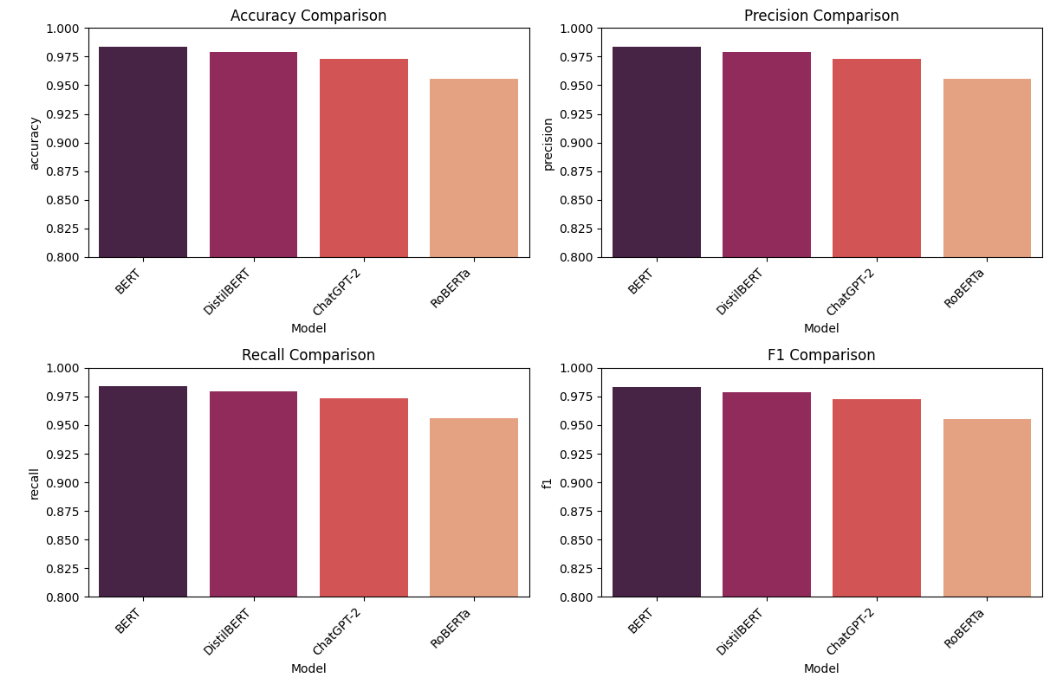 Accuracy Comparison
1.000
0.975
0.950
0.925
0.900
0.875
0.850
0.825
0.800
accuracy
BERT
DistilBERT
ChatGPT-2
RoBERTa
Model
Precision Comparison
1.000
0.975
0.950
0.925
0.900
0.875
0.850
0.825
0.800
precision
BERT
DistilBERT
ChatGPT-2
RoBERTa
Model
Recall Comparison
1.000
0.975
0.950
0.925
0.900
0.875
0.850
0.825
0.800
recall
BERT
DistilBERT
ChatGPT-2
RoBERTa
Model
F1 Comparison
1.000
0.975
0.950
0.925
0.900
0.875
0.850
0.825
0.800
f1
BERT
DistilBERT
ChatGPT-2
RoBERTa
Model